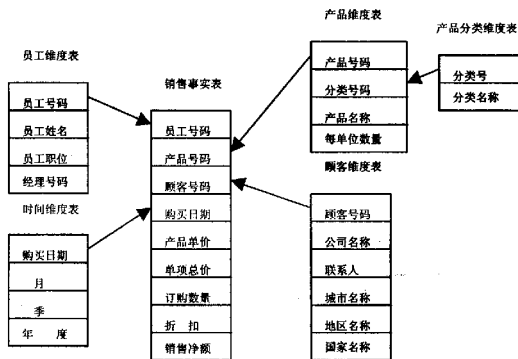 员工维度表
员工号码
员工姓名
员工职位
经理号码
时间维度表
购买日期
月
季
年 度
销售事实表
员工号码
产品号码
顾客号码
购买日期
产品单价
单项总价
订购数量
折 扣
销售净额
产品维度表
产品号码
分类号码
产品名称
每单位数量
顾客维度表
顾客号码
公司名称
联系人
城市名称
地区名称
国家名称
产品分类维度表
分类号
分类名称